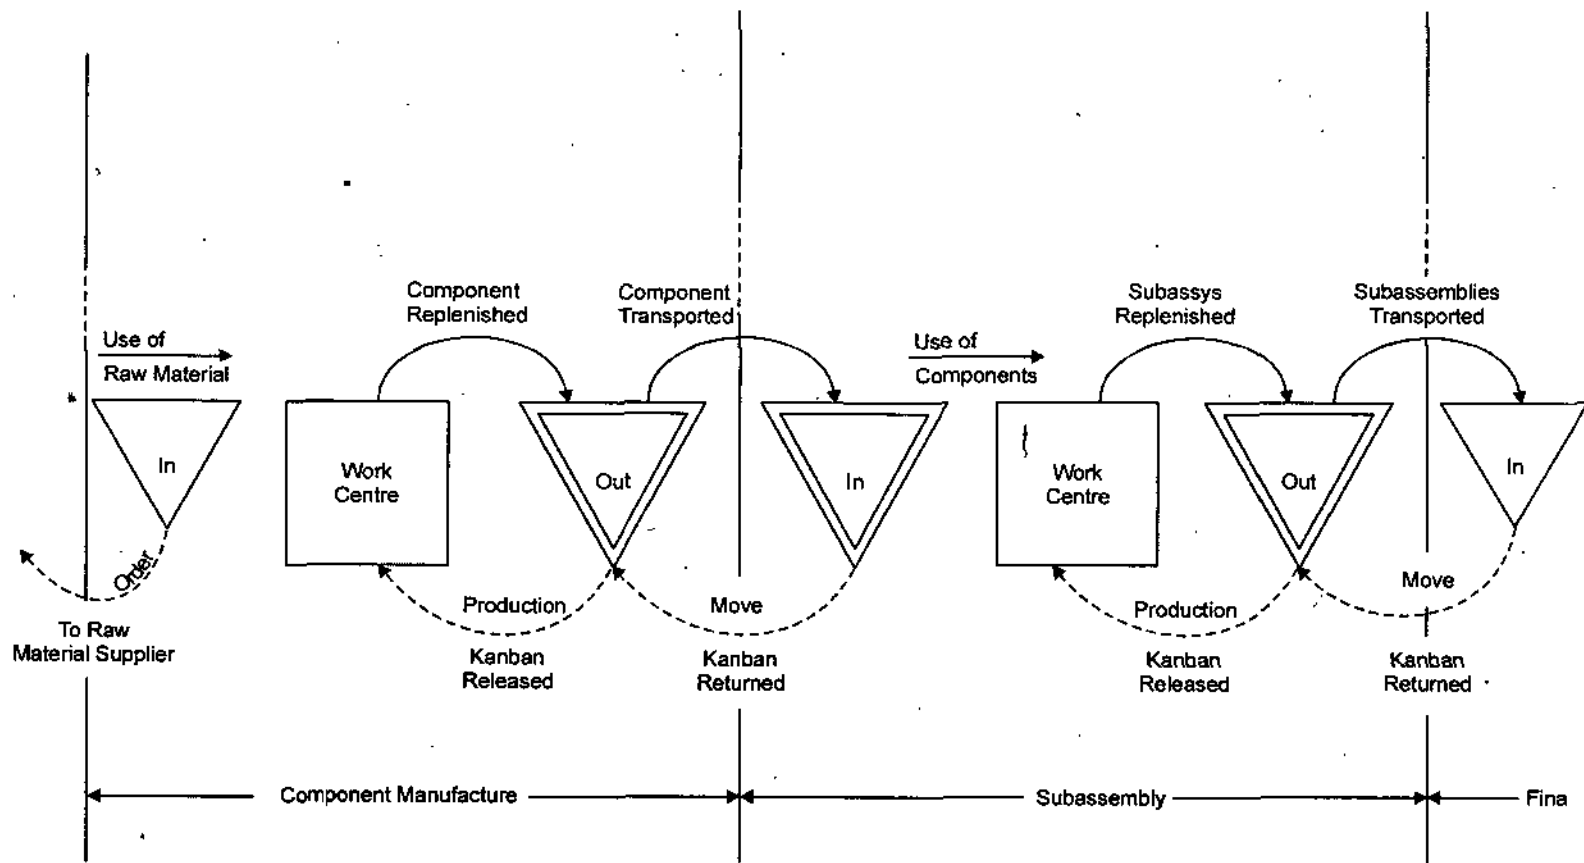 Component
Replenished
Component
Transported
Subassys
Replenished
Subassemblies
Transported
Use of
Raw Material
Use of
Components
In
Work
Centre
Out
In
Work
Centre
Out
In
Order
Production
Move
Production
Move
To Raw
Material Supplier
Kanban
Released
Kanban
Returned
Kanban
Released
Kanban
Returned
Component Manufacture
Subassembly
Fina